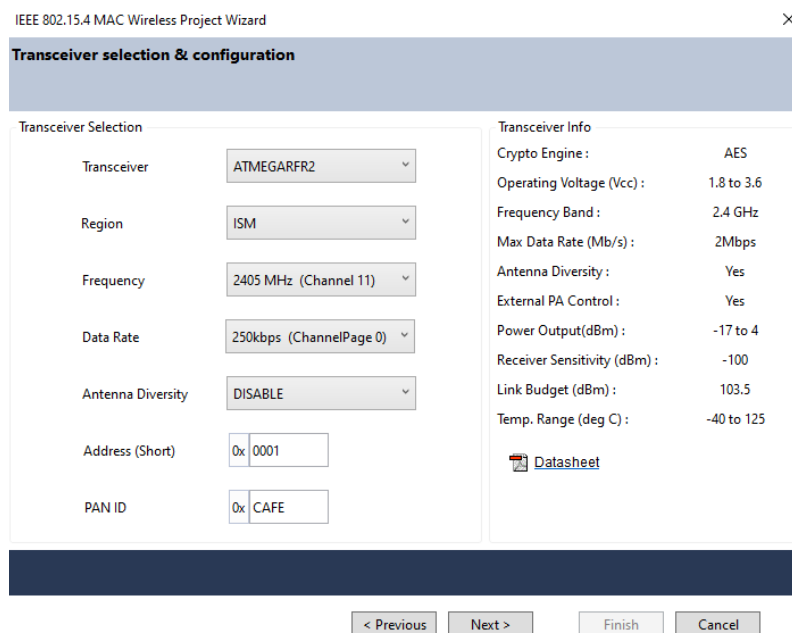 IEEE 802.15.4 MAC Wireless Project Wizard
Transceiver selection & configuration
Transceiver Selection
Transceiver ATMEGARFR2
Region ISM
Frequency 2405 MHz (Channel 11)
Data Rate 250kbps (ChannelPage 0)
Antenna Diversity DISABLE
Address (Short) 0x 0001
PAN ID 0x CAFE
Transceiver Info
Crypto Engine : AES
Operating Voltage (Vcc) : 1.8 to 3.6
Frequency Band : 2.4 GHz
Max Data Rate (Mb/s) : 2Mbps
Antenna Diversity : Yes
External PA Control : Yes
Power Output(dBm) : -17 to 4
Receiver Sensitivity (dBm) : -100
Link Budget (dBm) : 103.5
Temp. Range (deg C) : -40 to 125
Datasheet
< Previous Next > Finish Cancel